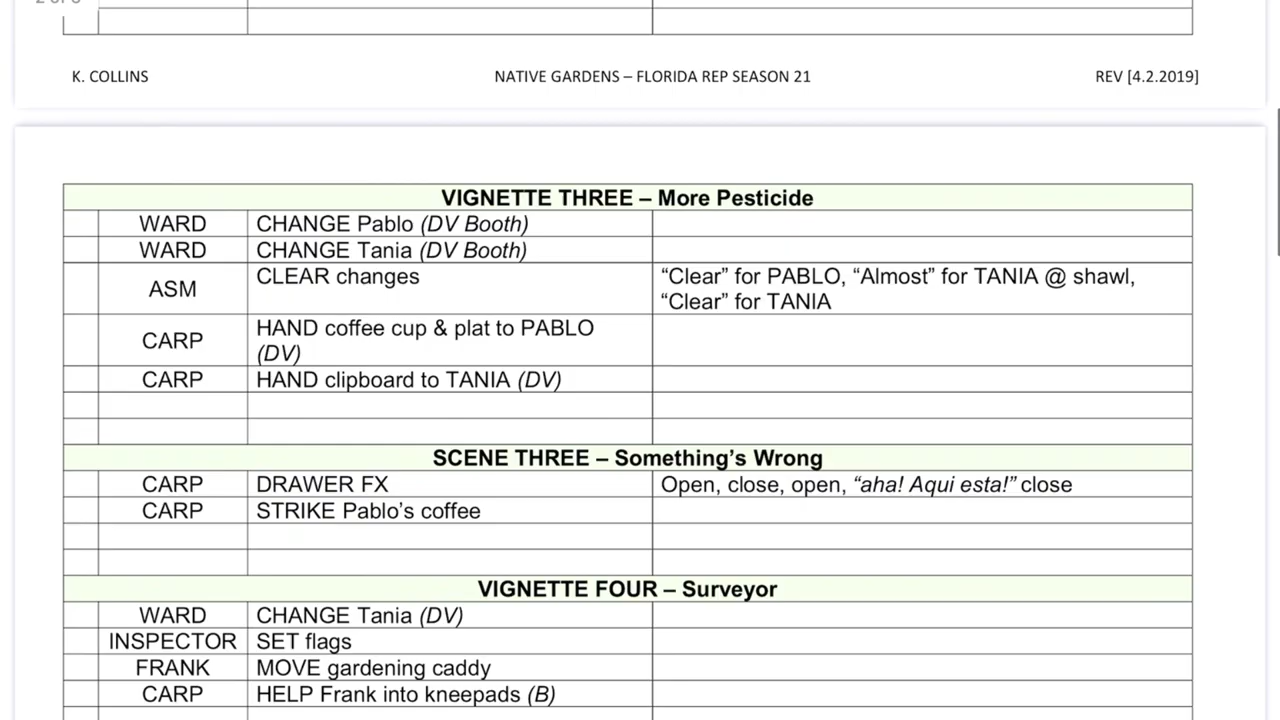 K. COLLINS NATIVE GARDENS – FLORIDA REP SEASON 21 REV [4.2.2019]
VIGNETTE THREE – More Pesticide
WARD CHANGE Pablo (DV Booth)
WARD CHANGE Tania (DV Booth)
ASM CLEAR changes “Clear” for PABLO, “Almost” for TANIA @ shawl,
“Clear” for TANIA
CARP HAND coffee cup & plat to PABLO
(DV)
CARP HAND clipboard to TANIA (DV)
SCENE THREE – Something’s Wrong
CARP DRAWER FX Open, close, open, “aha! Aqui esta!” close
CARP STRIKE Pablo’s coffee
VIGNETTE FOUR – Surveyor
WARD CHANGE Tania (DV)
INSPECTOR SET flags
FRANK MOVE gardening caddy
CARP HELP Frank into kneepads (B)